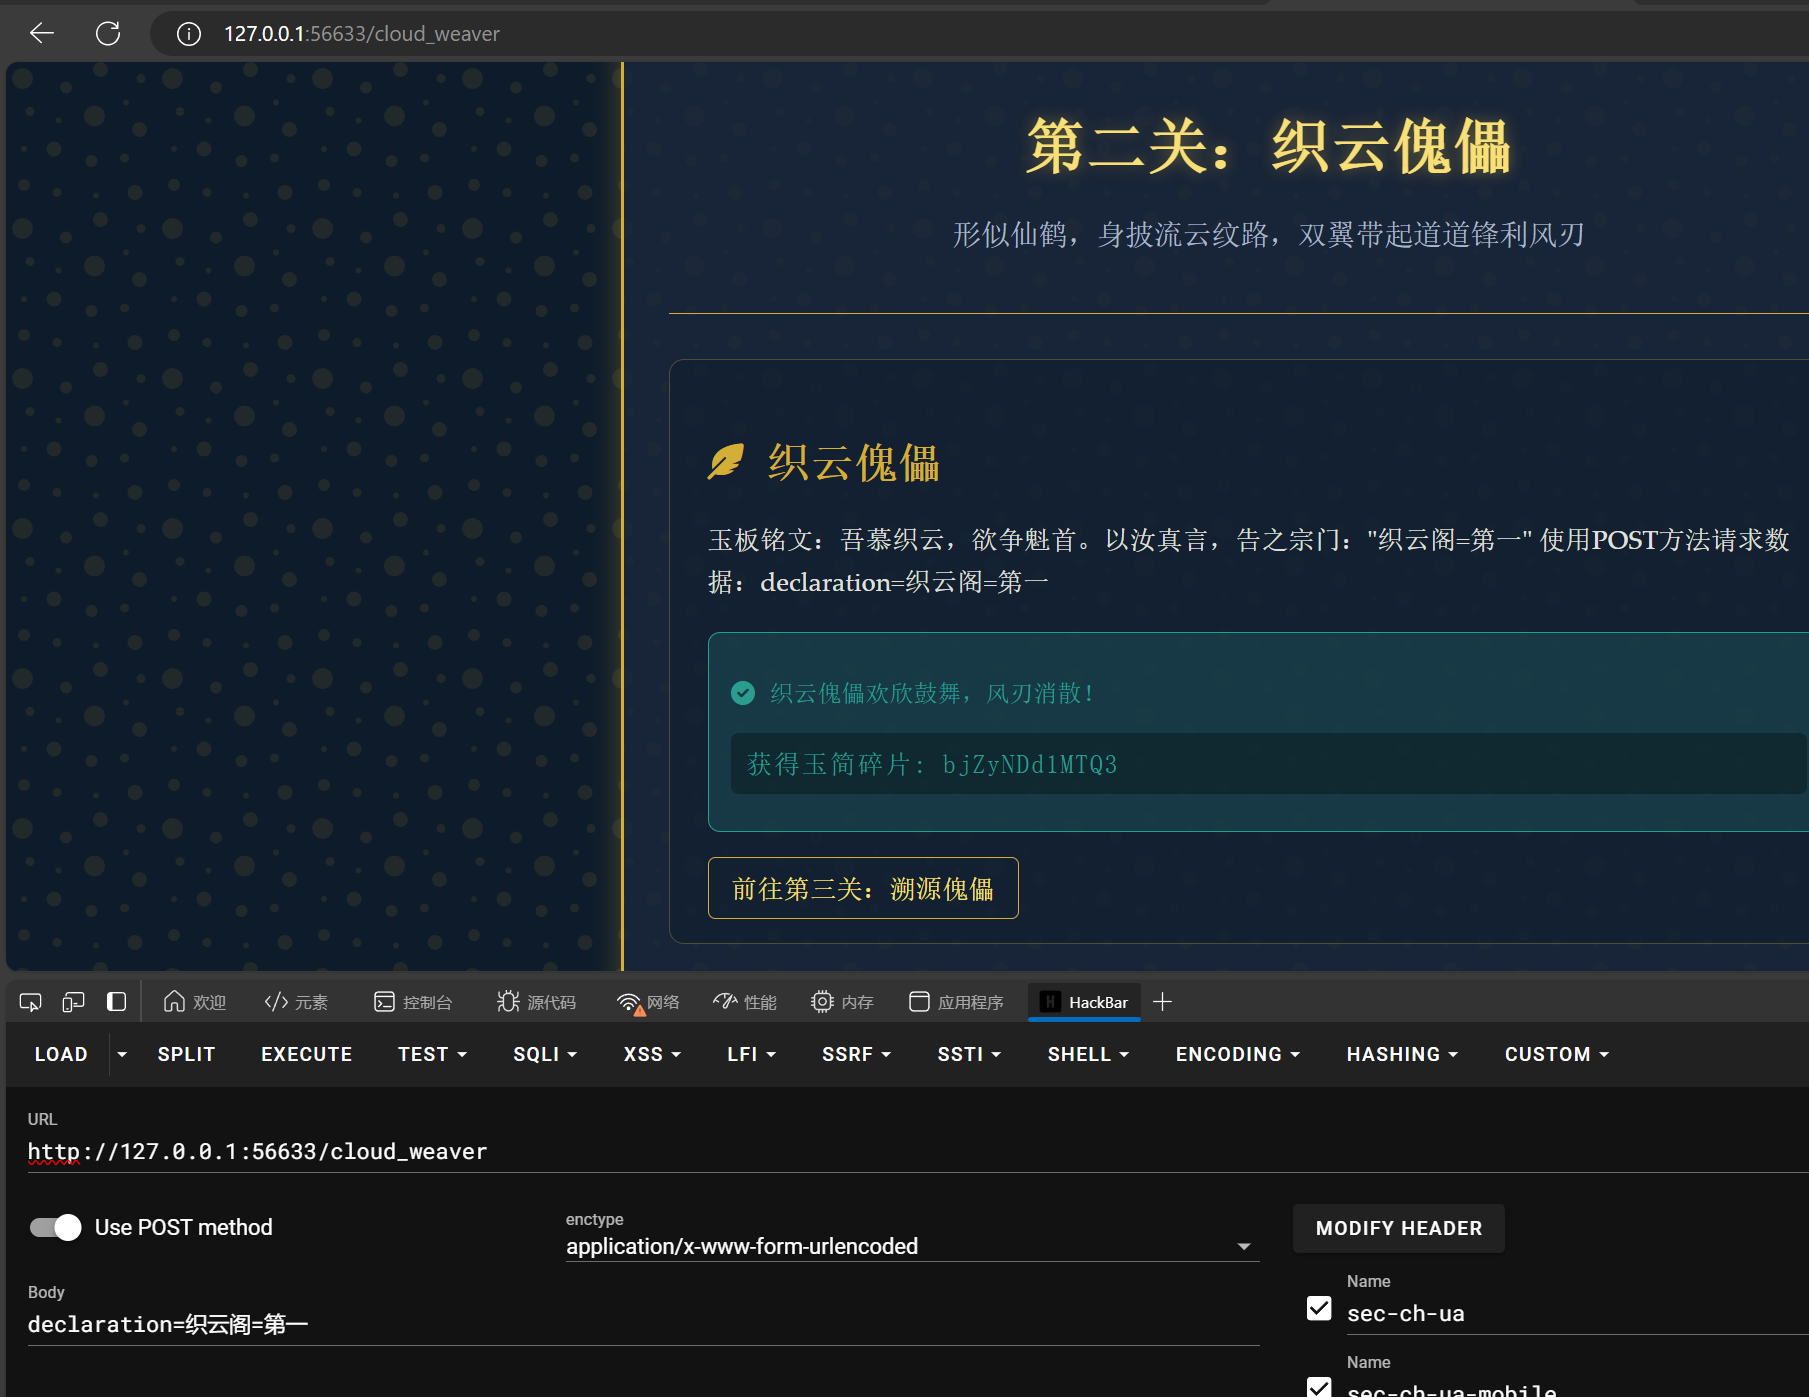 127.0.0.1:56633/cloud_weaver
第二关：织云傀儡
形似仙鹤，身披流云纹路，双翼带起道道锋利风刃
织云傀儡
玉板铭文：吾慕织云，欲争魁首。以汝真言，告之宗门："织云阁=第一" 使用POST方法请求数
据：declaration=织云阁=第一
织云傀儡欢欣鼓舞，风刃消散！
获得玉简碎片: bjZyNDd1MTQ3
前往第三关：溯源傀儡
欢迎 元素 控制台 源代码 网络 性能 内存 应用程序 HackBar
LOAD SPLIT EXECUTE TEST SQLI XSS LFI SSRF SSTI SHELL ENCODING HASHING CUSTOM
URL
http://127.0.0.1:56633/cloud_weaver
Use POST method
enctype
application/x-www-form-urlencoded
MODIFY HEADER
Body
declaration=织云阁=第一
Name
sec-ch-ua
Name
sec-ch-ua-mobile